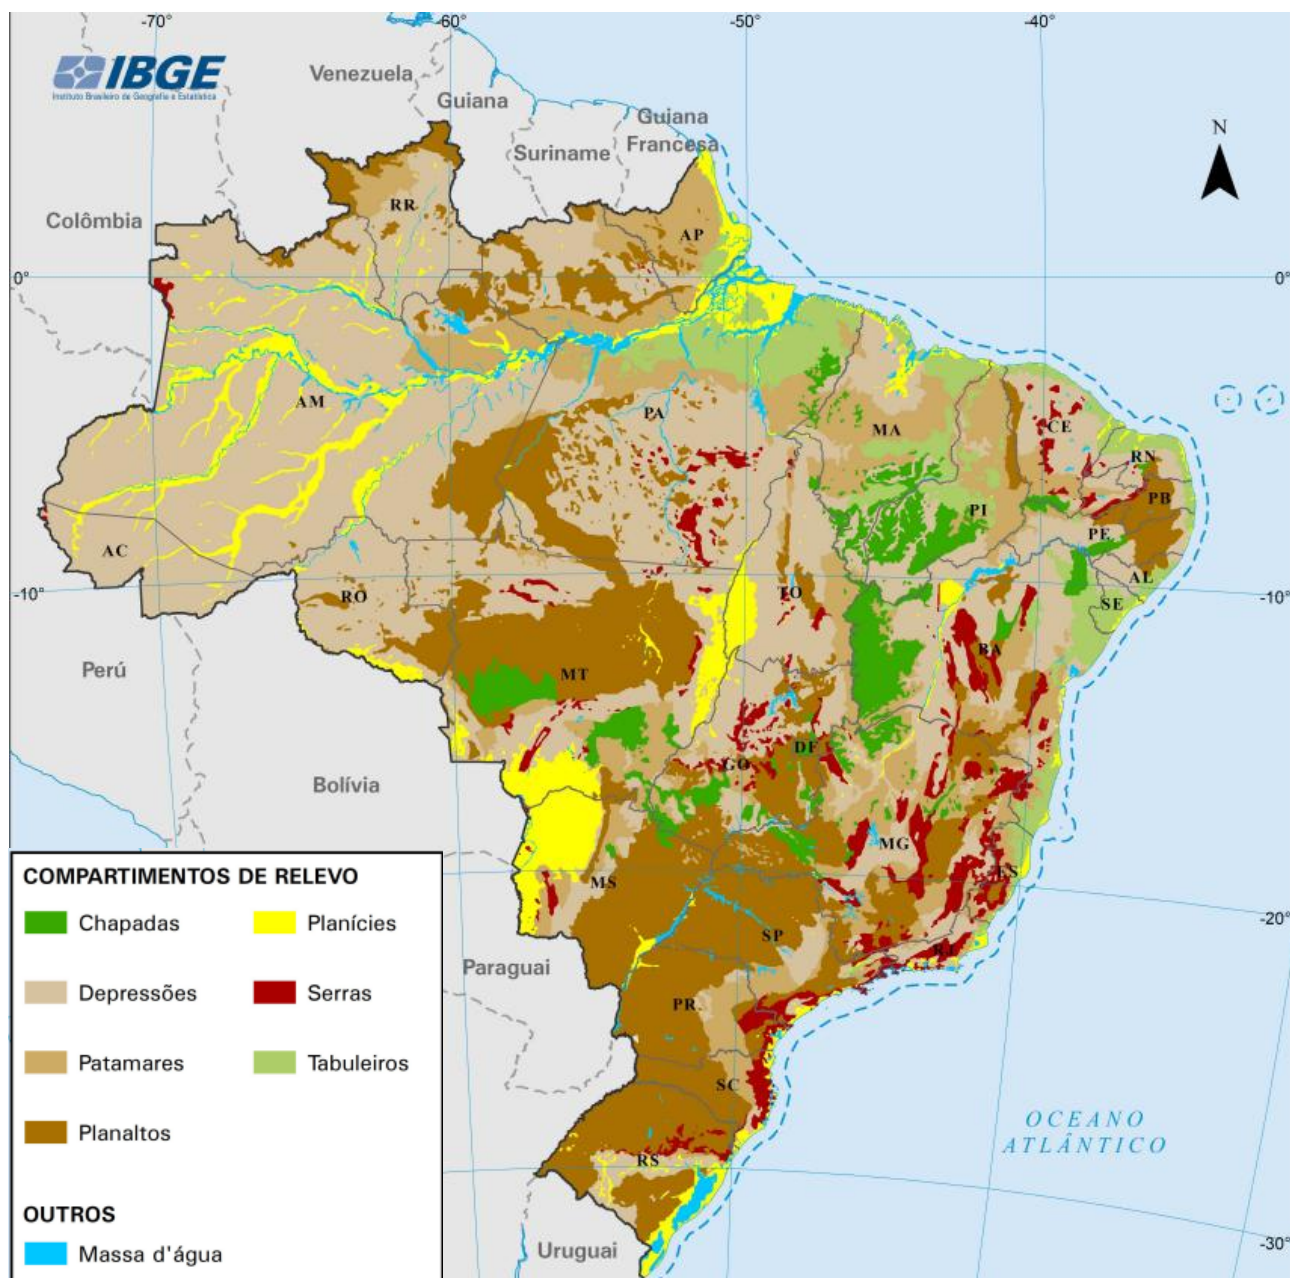 -70°
-60°
-50°
-40°
IBGE
Instituto Brasileiro de Geografia e Estatística
Venezuela
Guiana
Guiana
Francesa
Suriname
N
Colômbia
RR
AP
0°
0°
AM
PA
MA
CE
RN
PB
PI
PE
AC
AL
-10°
RO
TO
SE
-10°
BA
Perú
MT
DF
GO
Bolívia
MG
ES
MS
-20°
SP
RJ
Paraguai
PR
SC
OCEANO
ATLÂNTICO
RS
Uruguai
-30°
COMPARTIMENTOS DE RELEVO
Chapadas
Planícies
Depressões
Serras
Patamares
Tabuleiros
Planaltos
OUTROS
Massa d'água